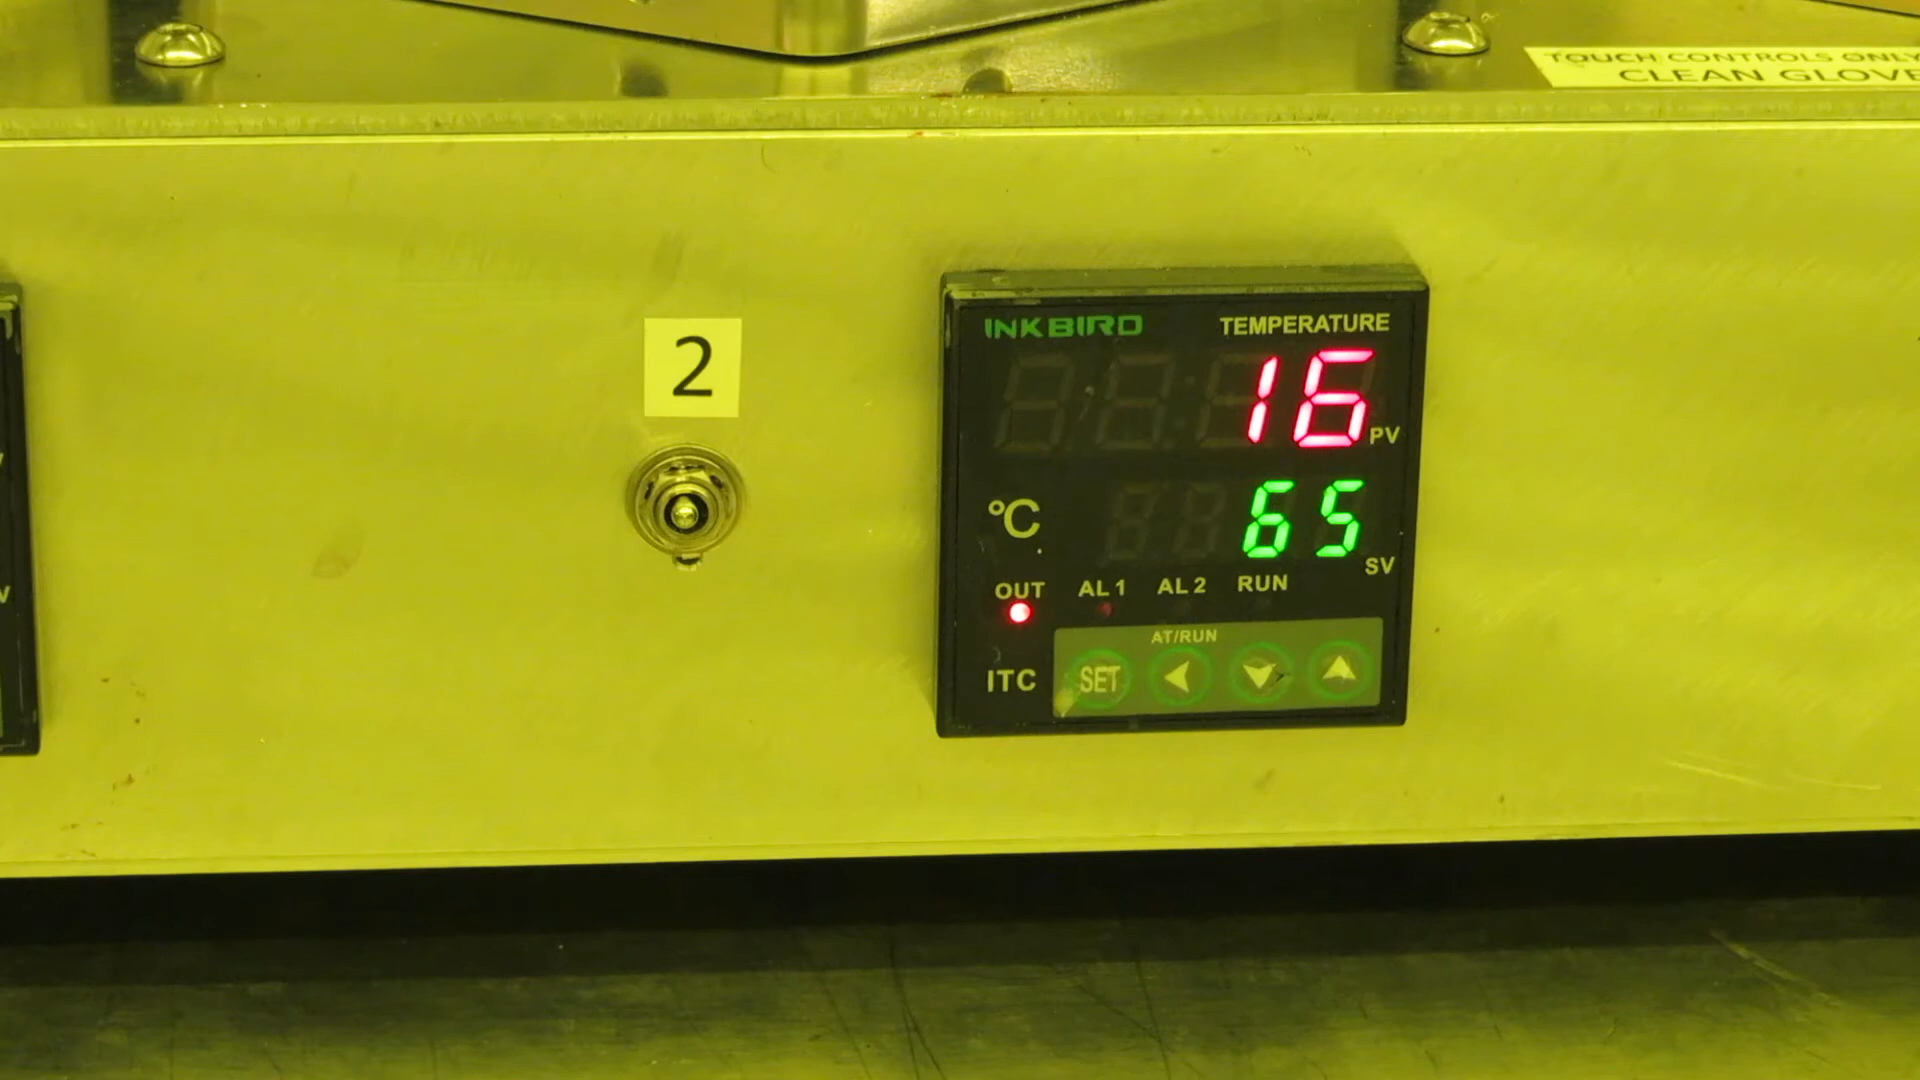 TOUCH CONTROLS ONLY
CLEAN GLOVE
2
INKBIRD TEMPERATURE
16 PV
°C 65 SV
OUT AL1 AL2 RUN
AT/RUN
ITC SET